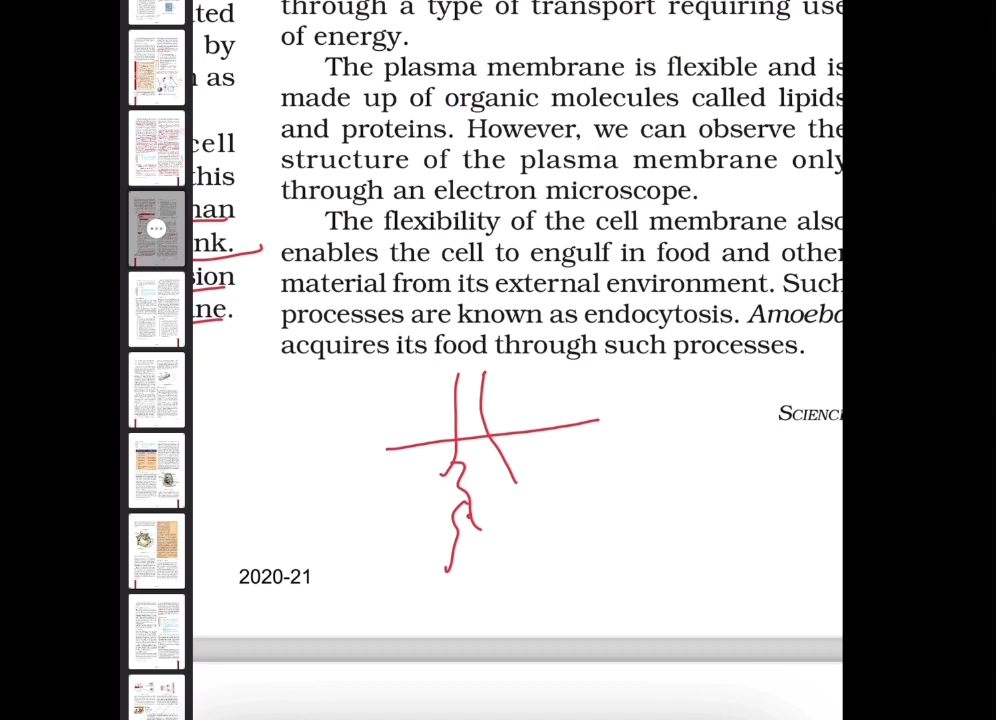 ted
by
as
cell
this
nk.
through a type of transport requiring use
of energy.
The plasma membrane is flexible and is
made up of organic molecules called lipids
and proteins. However, we can observe the
structure of the plasma membrane only
through an electron microscope.
The flexibility of the cell membrane also
enables the cell to engulf in food and other
material from its external environment. Such
processes are known as endocytosis. Amoeba
acquires its food through such processes.
SCIENC
2020-21